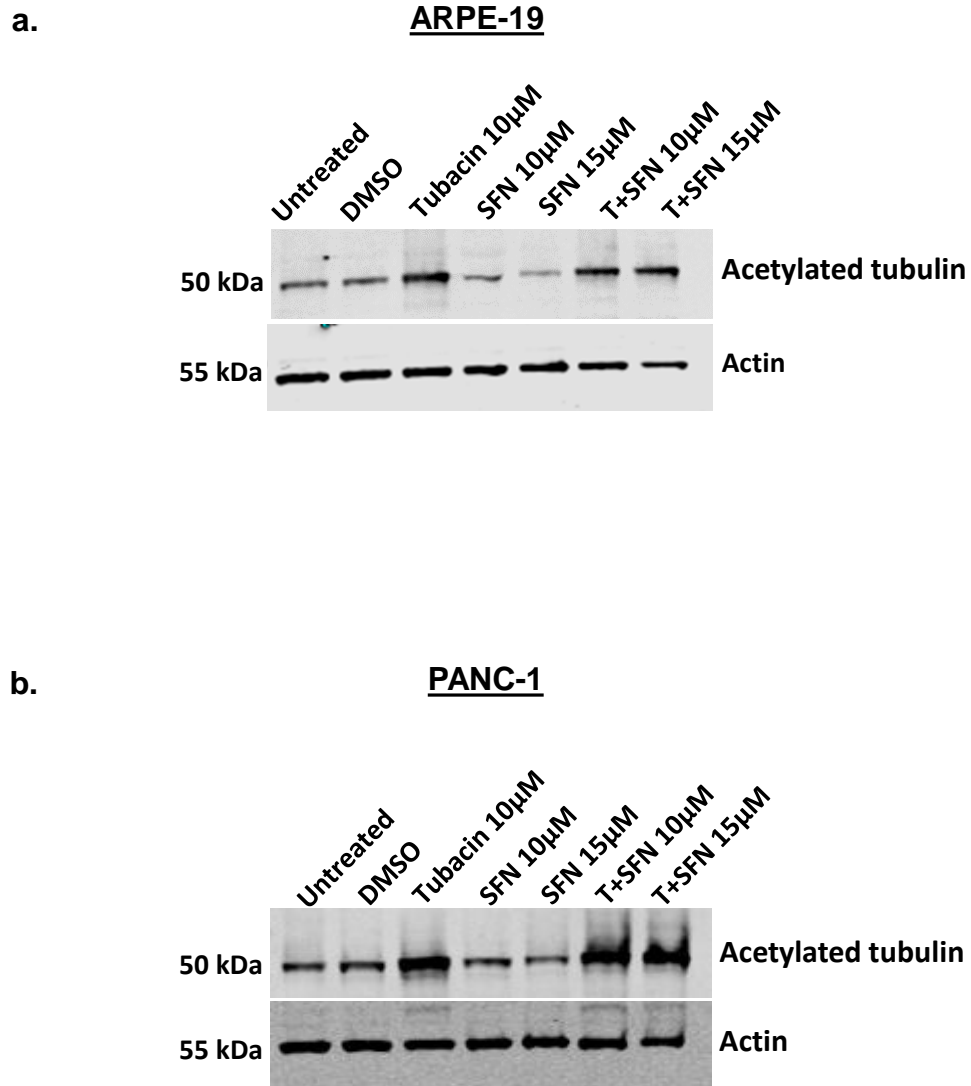 a.
ARPE-19
Untreated
DMSO
Tubacin 10µM
SFN 10µM
SFN 15µM
T+SFN 10µM
T+SFN 15µM
50 kDa
Acetylated tubulin
55 kDa
Actin
b.
PANC-1
Untreated
DMSO
Tubacin 10µM
SFN 10µM
SFN 15µM
T+SFN 10µM
T+SFN 15µM
50 kDa
Acetylated tubulin
55 kDa
Actin